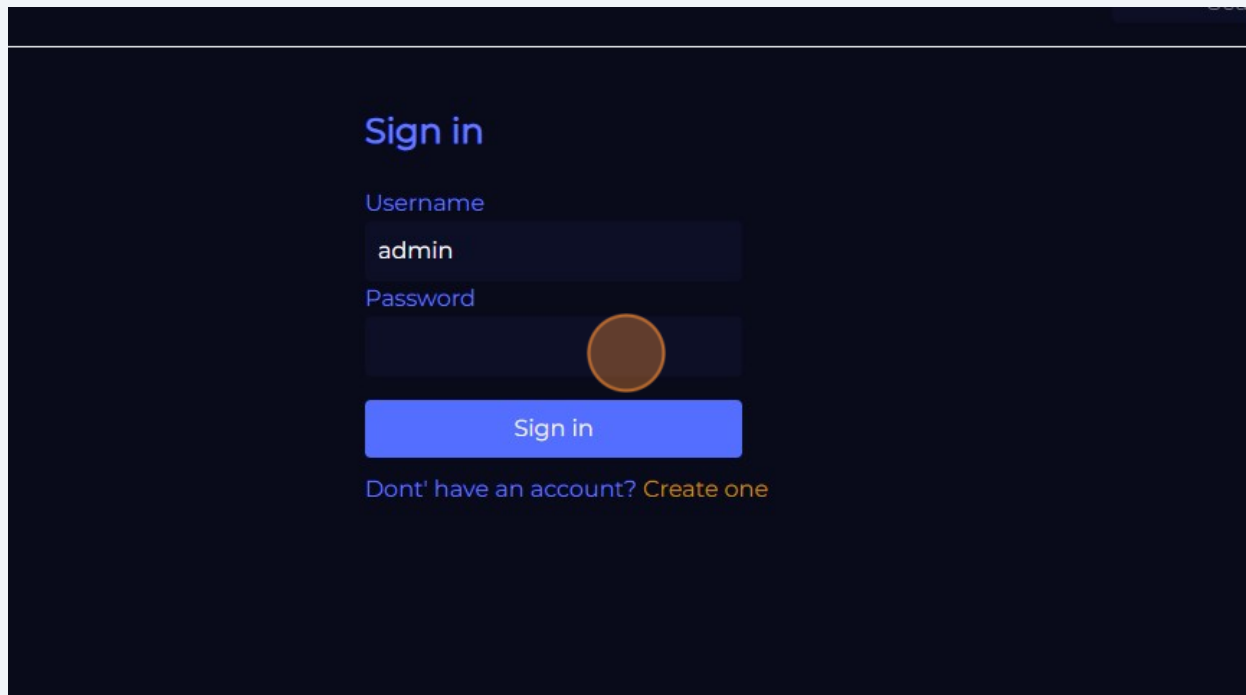 Sign in
Username
admin
Password
Sign in
Dont' have an account? Create one